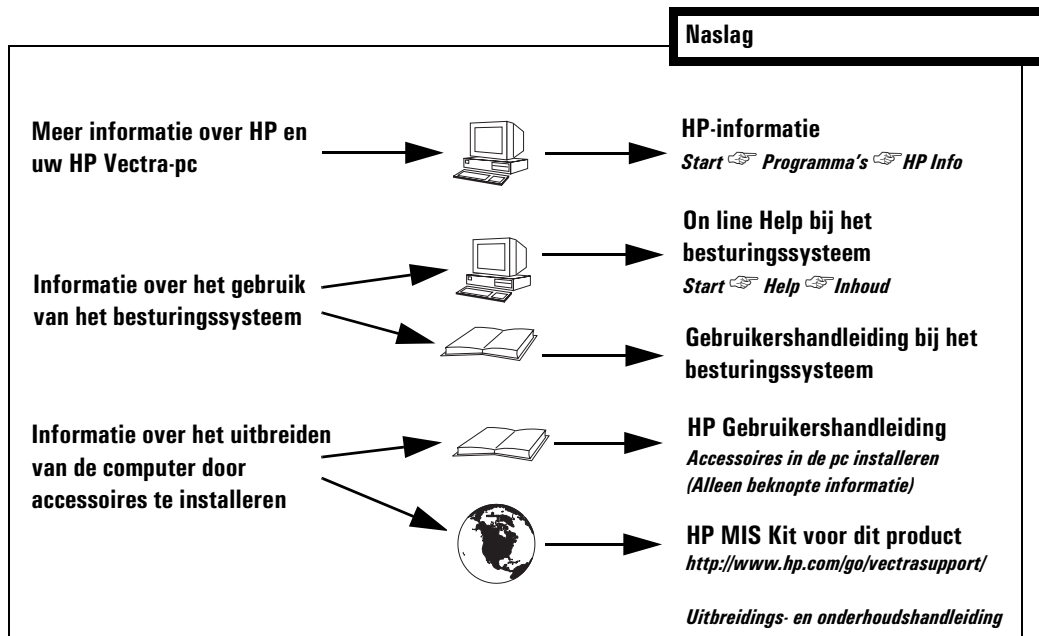 Naslag
Meer informatie over HP en
uw HP Vectra-pc
HP-informatie
Start ☞ Programma's ☞ HP Info
Informatie over het gebruik
van het besturingssysteem
On line Help bij het
besturingssysteem
Start ☞ Help ☞ Inhoud
Gebruikershandleiding bij het
besturingssysteem
Informatie over het uitbreiden
van de computer door
accessoires te installeren
HP Gebruikershandleiding
Accessoires in de pc installeren
(Alleen beknopte informatie)
HP MIS Kit voor dit product
http://www.hp.com/go/vectrasupport/
Uitbreidings- en onderhoudshandleiding